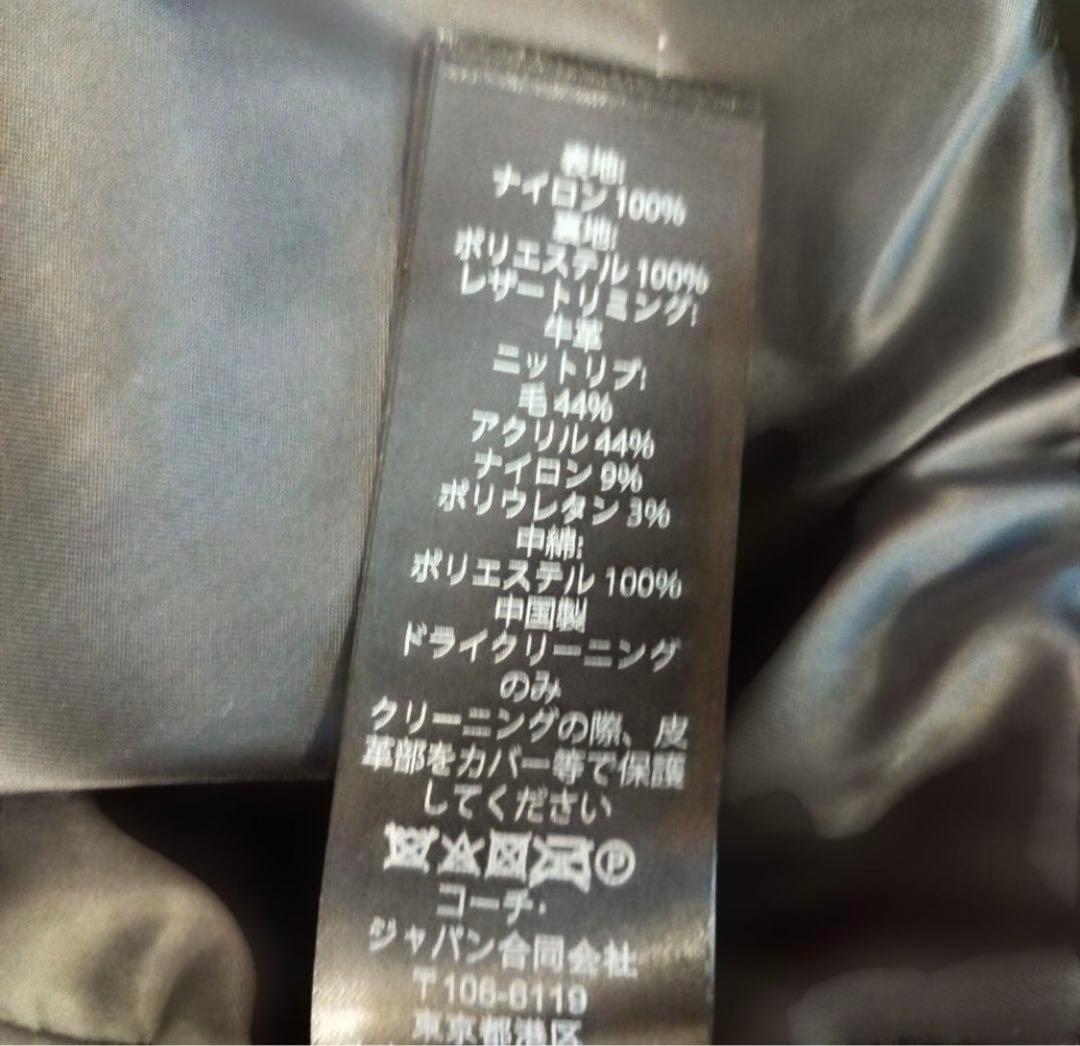 表地:
ナイロン 100%
裏地:
ポリエステル 100%
レザートリミング:
牛革
ニットリブ:
毛 44%
アクリル 44%
ナイロン 9%
ポリウレタン 3%
中綿:
ポリエステル 100%
中国製
ドライクリーニング
のみ
クリーニングの際、皮
革部をカバー等で保護
してください
Ⓟ
コーチ・
ジャパン合同会社
〒106-6119
東京都港区